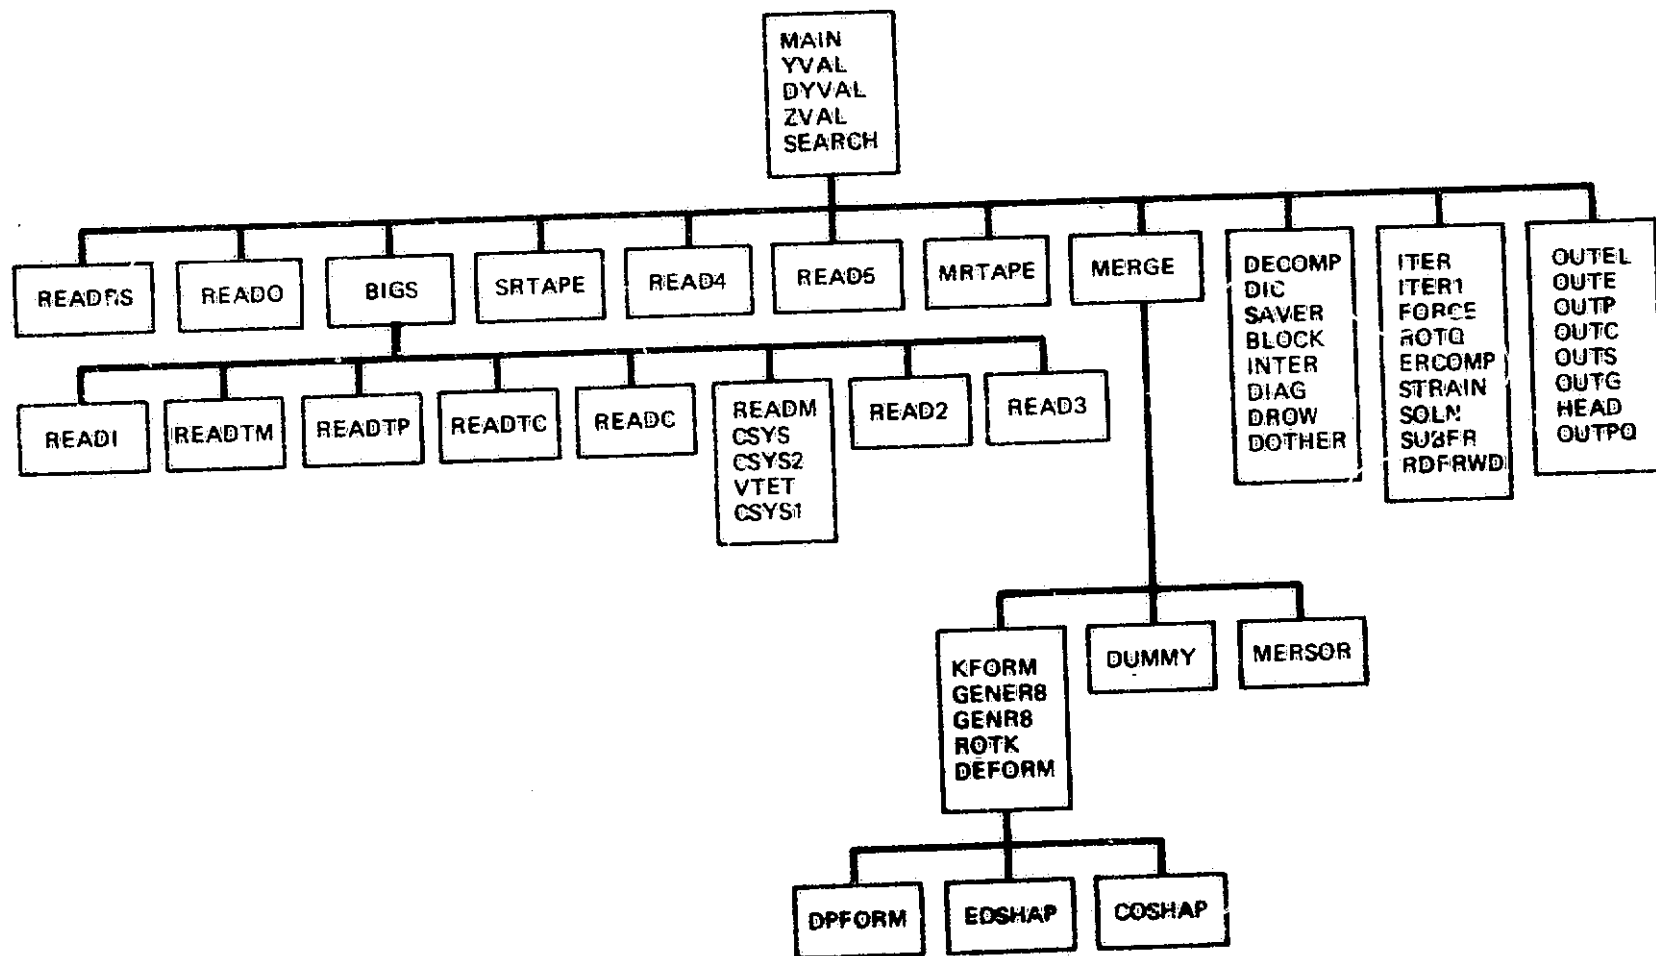 MAIN
YVAL
DYVAL
ZVAL
SEARCH
READRS
READO
BIGS
SRTAPE
READ4
READ5
MRTAPE
MERGE
DECOMP
DIC
SAVER
BLOCK
INTER
DIAG
DROW
DOTHER
ITER
ITER1
FORCE
ROTQ
ERCOMP
STRAIN
SOLN
SUBFR
RDFRWD
OUTEL
OUTE
OUTP
OUTC
OUTS
OUTG
HEAD
OUTPQ
READI
READTM
READTP
READTC
READC
READM
CSYS
CSYS2
VTET
CSYS1
READ2
READ3
KFORM
GENER8
GENR8
ROTK
DEFORM
DUMMY
MERSOR
DPFORM
EDSHAP
COSHAP